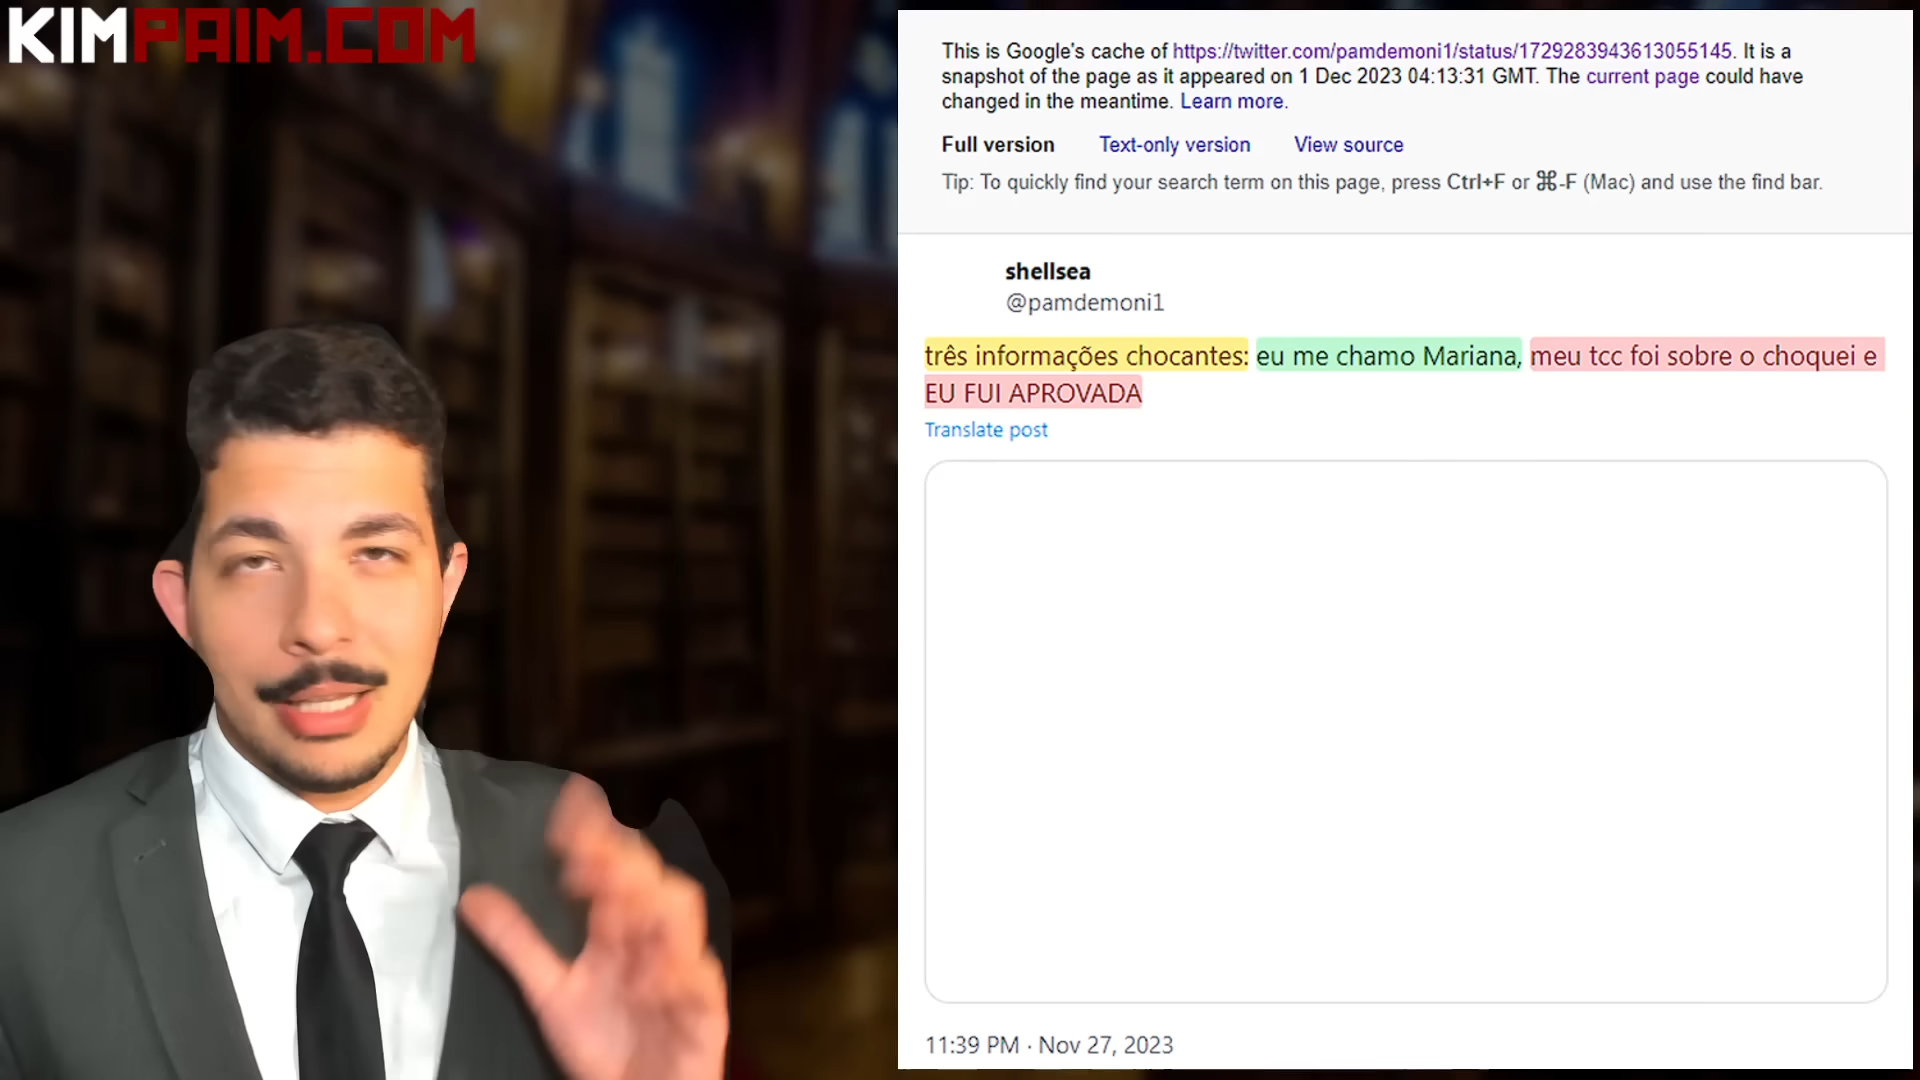 KIMPAIM.COM
This is Google's cache of https://twitter.com/pamdemoni1/status/1729283943613055145. It is a
snapshot of the page as it appeared on 1 Dec 2023 04:13:31 GMT. The current page could have
changed in the meantime. Learn more.
Full version Text-only version View source
Tip: To quickly find your search term on this page, press Ctrl+F or ⌘-F (Mac) and use the find bar.
shellsea
@pamdemoni1
três informações chocantes: eu me chamo Mariana, meu tcc foi sobre o choquei e
EU FUI APROVADA
Translate post
11:39 PM · Nov 27, 2023